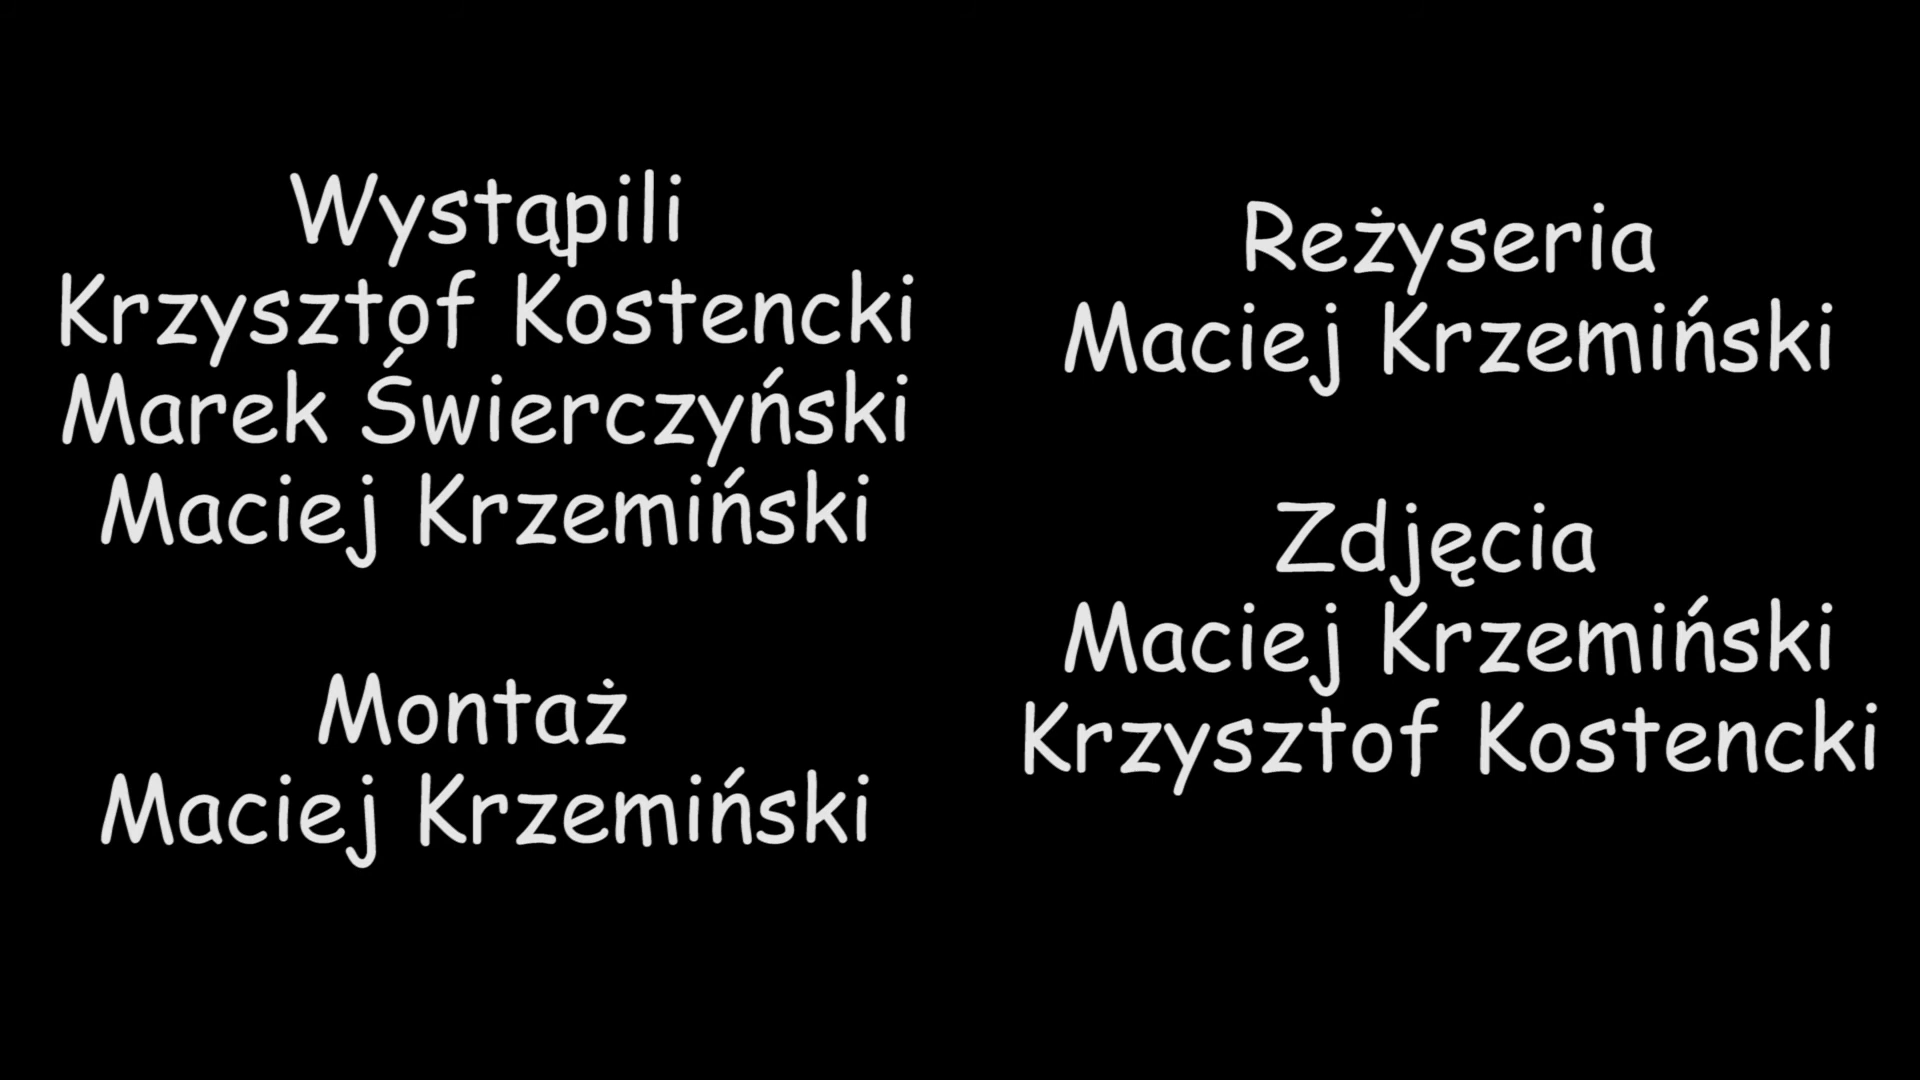 Wystąpili
Krzysztof Kostencki
Marek Świerczyński
Maciej Krzemiński
Montaż
Maciej Krzemiński
Reżyseria
Maciej Krzemiński
Zdjęcia
Maciej Krzemiński
Krzysztof Kostencki